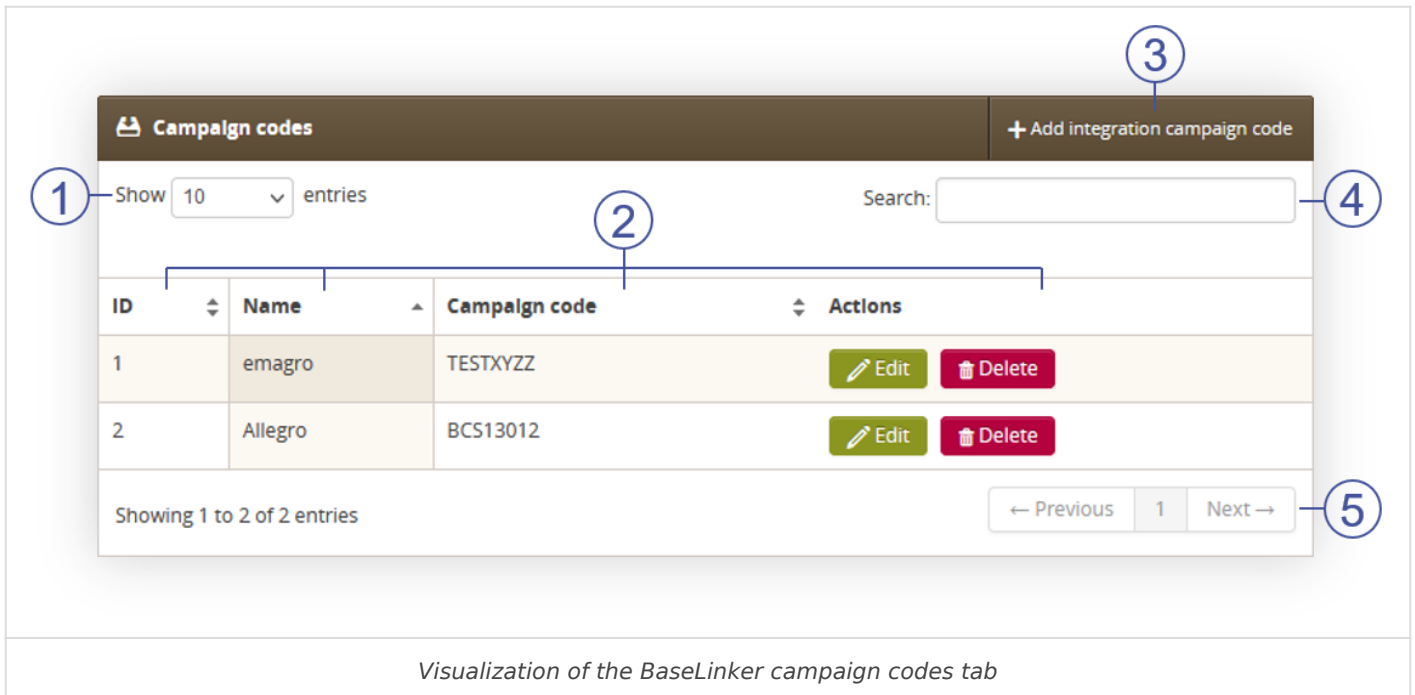 3
Campaign codes
+ Add integration campaign code
1
Show 10 entries
Search:
4
2
ID Name Campaign code Actions
1 emagro TESTXYZZ Edit Delete
2 Allegro BCS13012 Edit Delete
Showing 1 to 2 of 2 entries
← Previous 1 Next →
5
Visualization of the BaseLinker campaign codes tab